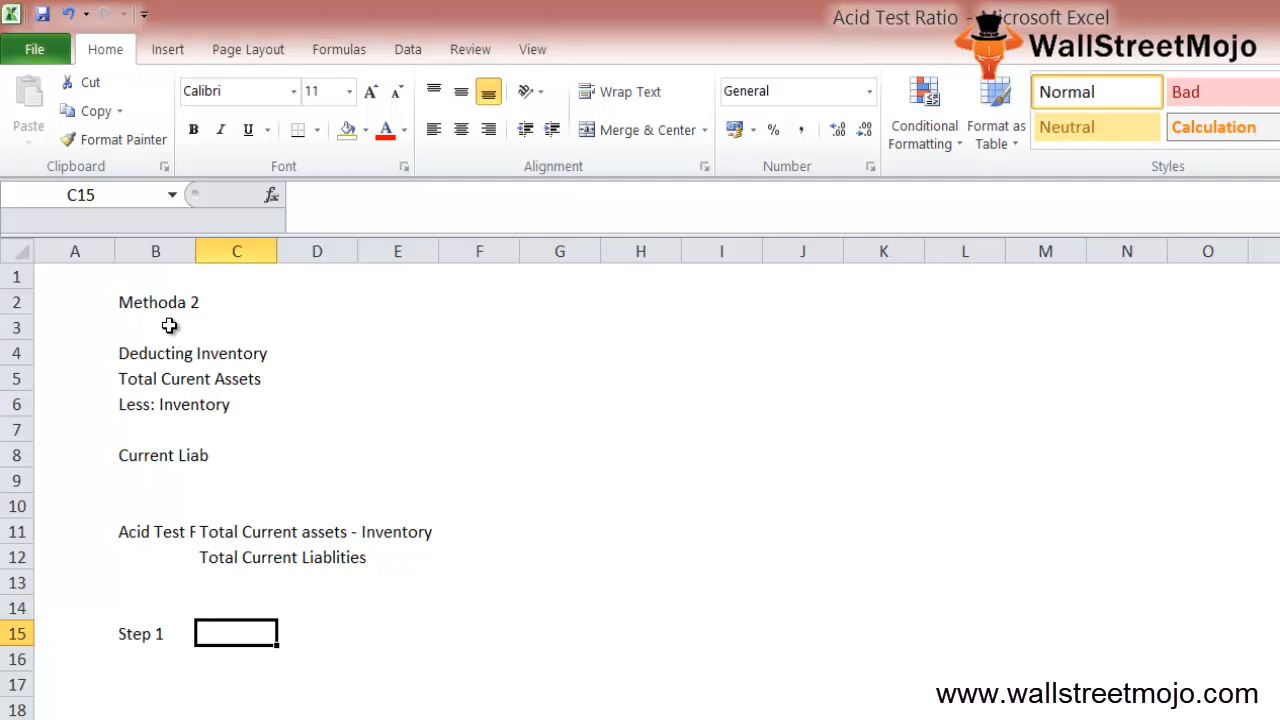 Acid Test Ratio - Microsoft Excel
WallStreetMojo
File Home Insert Page Layout Formulas Data Review View
Paste
Cut
Copy
Format Painter
Clipboard
Calibri 11
B I U A
Font
Wrap Text
Merge & Center
Alignment
General
% ,
Number
Conditional Formatting
Format as Table
Normal Bad
Neutral Calculation
Styles
C15 fx
A B C D E F G H I J K L M N O
1
2 Methoda 2
3
4 Deducting Inventory
5 Total Curent Assets
6 Less: Inventory
7
8 Current Liab
9
10
11 Acid Test F Total Current assets - Inventory
12 Total Current Liablities
13
14
15 Step 1
16
17
18
www.wallstreetmojo.com